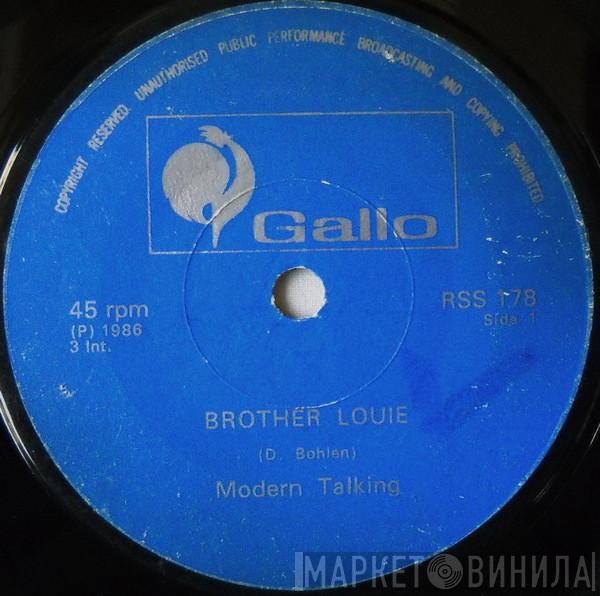 COPYRIGHT RESERVED UNAUTHORISED PUBLIC PERFORMANCE BROADCASTING AND COPYING PROHIBITED
Gallo
45 rpm
(P) 1986
3 Int.
RSS 178
Side 1
BROTHER LOUIE
(D. Bohlen)
Modern Talking
МАРКЕТ ВИНИЛА